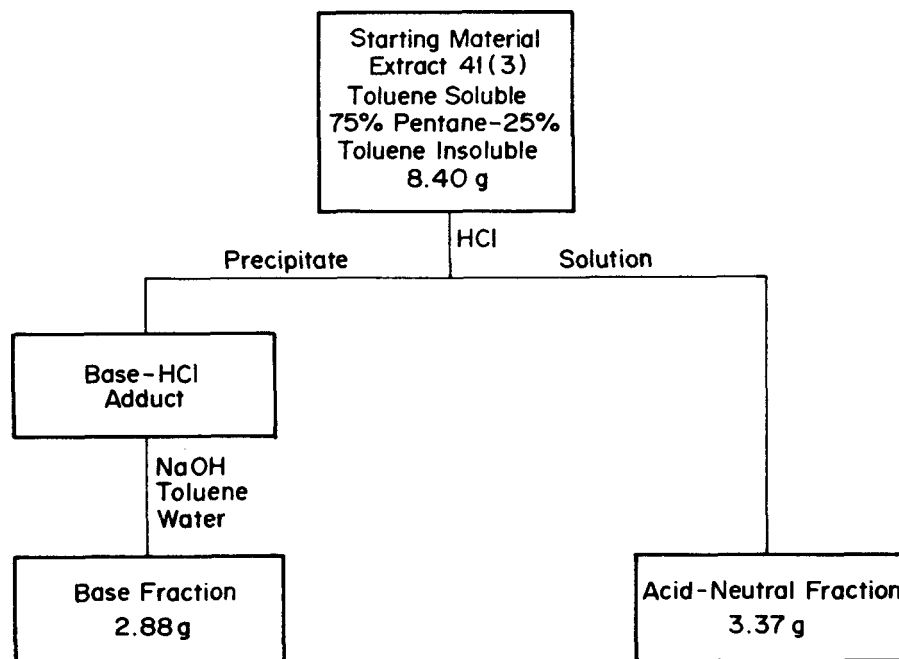 Starting Material
Extract 41(3)
Toluene Soluble
75% Pentane-25%
Toluene Insoluble
8.40 g
HCl
Precipitate
Solution
Base-HCl
Adduct
NaOH
Toluene
Water
Base Fraction
2.88 g
Acid-Neutral Fraction
3.37 g